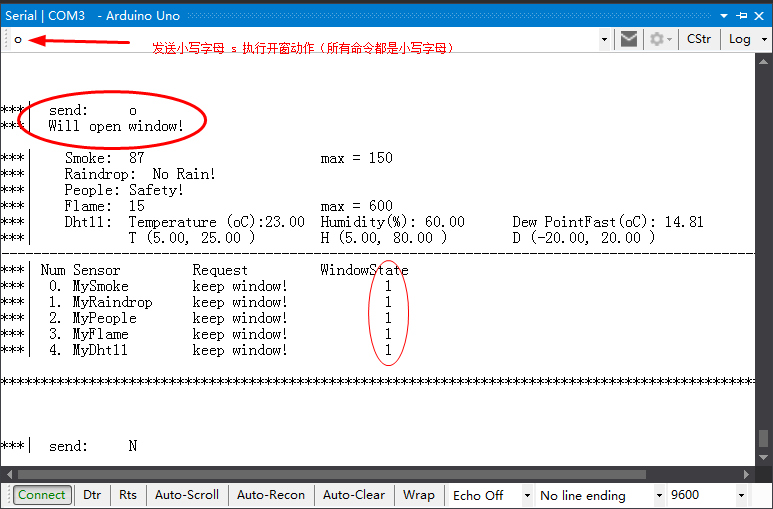 Serial | COM3 - Arduino Uno
o
CStr
Log
发送小写字母 s 执行开窗动作（所有命令都是小写字母）
***| send: o
***| Will open window!
***| Smoke: 87 max = 150
***| Raindrop: No Rain!
***| People: Safety!
***| Flame: 15 max = 600
***| Dht11: Temperature (oC):23.00 Humidity(%): 60.00 Dew PointFast(oC): 14.81
***| T (5.00, 25.00 ) H (5.00, 80.00 ) D (-20.00, 20.00 )
***| Num Sensor Request WindowState
***| 0. MySmoke keep window! 1
***| 1. MyRaindrop keep window! 1
***| 2. MyPeople keep window! 1
***| 3. MyFlame keep window! 1
***| 4. MyDht11 keep window! 1
***| send: N
Connect Dtr Rts Auto-Scroll Auto-Recon Auto-Clear Wrap Echo Off No line ending 9600